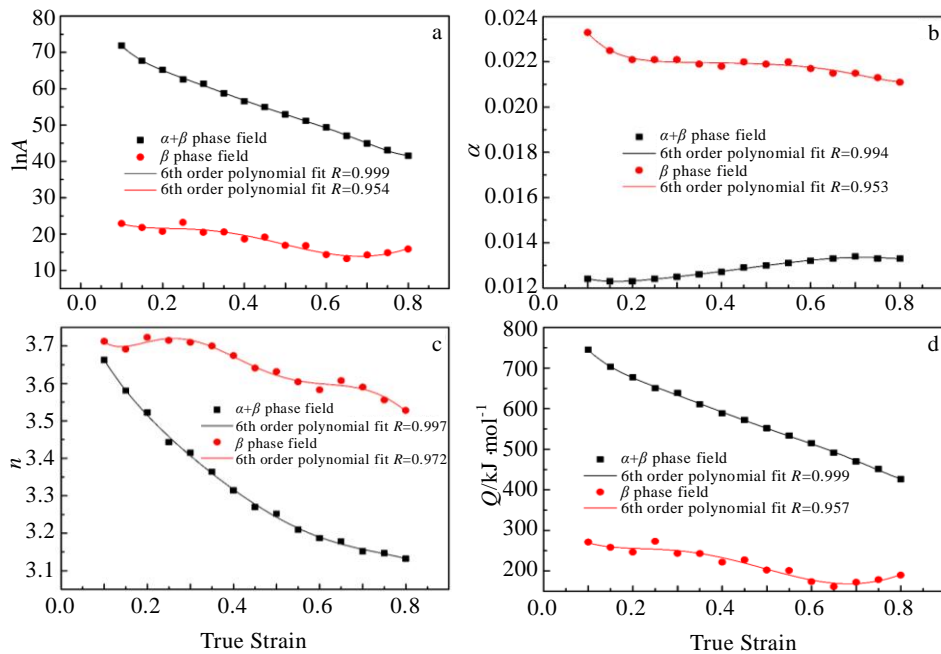 a
lnA
80
70
60
50
40
30
20
10
α+β phase field
β phase field
6th order polynomial fit R=0.999
6th order polynomial fit R=0.954
0.0 0.2 0.4 0.6 0.8
b
α
0.024
0.022
0.020
0.018
0.016
0.014
0.012
α+β phase field
6th order polynomial fit R=0.994
β phase field
6th order polynomial fit R=0.953
0.0 0.2 0.4 0.6 0.8
c
n
3.7
3.6
3.5
3.4
3.3
3.2
3.1
α+β phase field
6th order polynomial fit R=0.997
β phase field
6th order polynomial fit R=0.972
0.0 0.2 0.4 0.6 0.8
True Strain
d
Q/kJ·mol⁻¹
800
700
600
500
400
300
200
α+β phase field
6th order polynomial fit R=0.999
β phase field
6th order polynomial fit R=0.957
0.0 0.2 0.4 0.6 0.8
True Strain